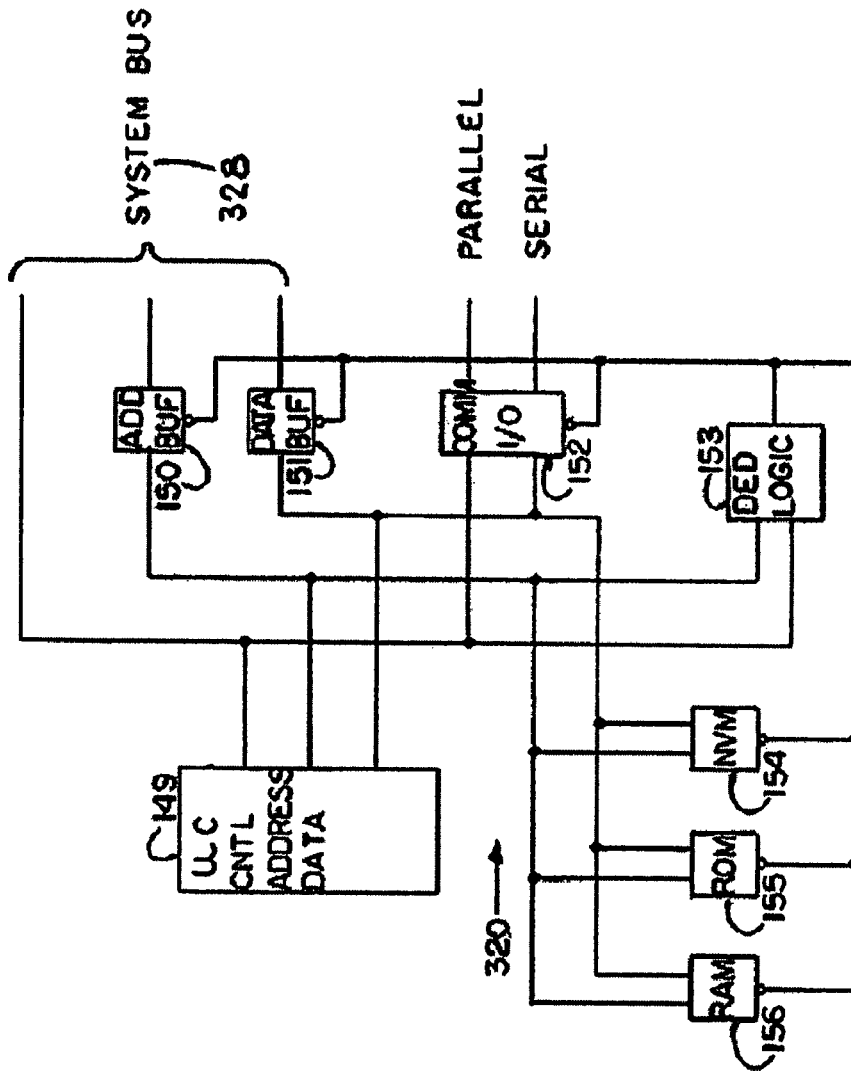 SYSTEM BUS
328
ADD
BUF
150
DATA
BUF
151
PARALLEL
SERIAL
COMM
I/O
152
DED
LOGIC
153
149
CNTL
ADDRESS
DATA
320
NVM
154
ROM
155
RAM
156